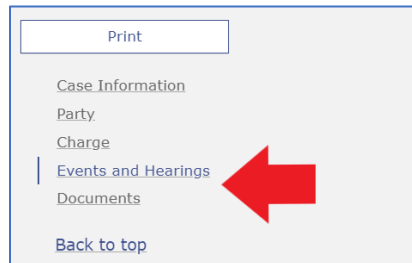 Print
Case Information
Party
Charge
Events and Hearings
Documents
Back to top